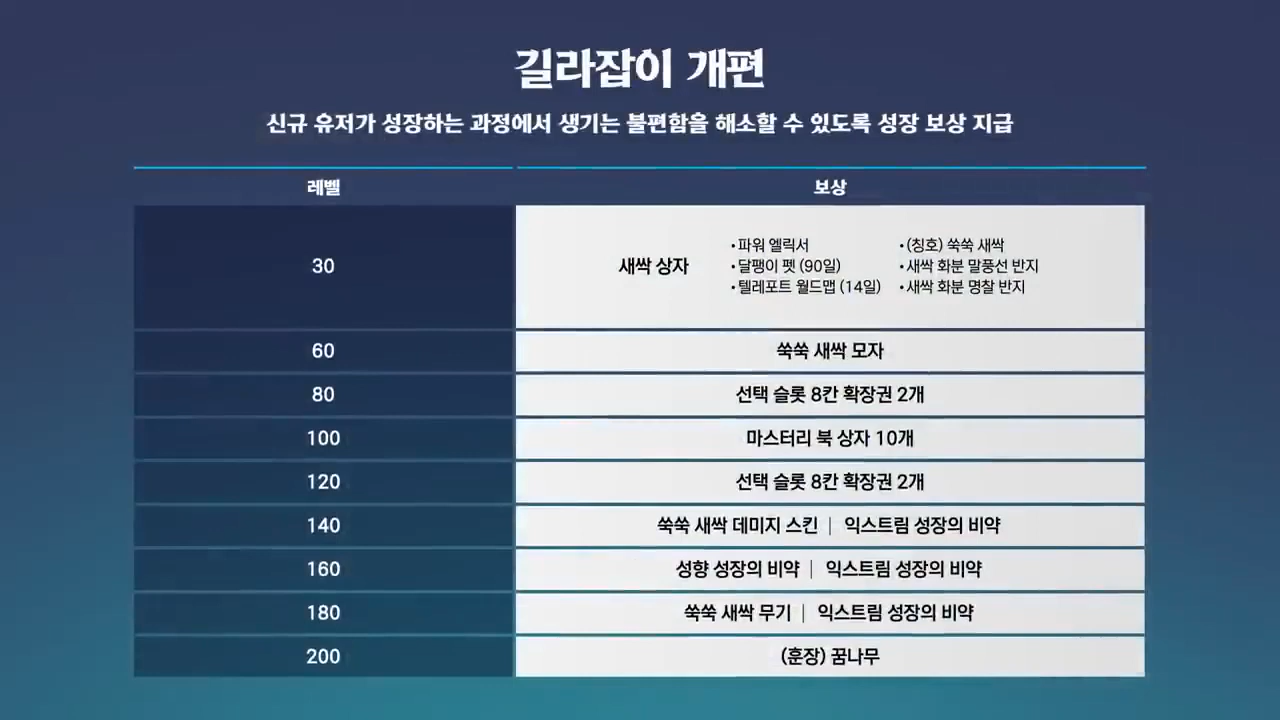 길라잡이 개편
신규 유저가 성장하는 과정에서 생기는 불편함을 해소할 수 있도록 성장 보상 지급
레벨 보상
30 새싹 상자
•파워 엘릭서 •(칭호) 쑥쑥 새싹
•달팽이 펫 (90일) •새싹 화분 말풍선 반지
•텔레포트 월드맵 (14일) •새싹 화분 명찰 반지
60 쑥쑥 새싹 모자
80 선택 슬롯 8칸 확장권 2개
100 마스터리 북 상자 10개
120 선택 슬롯 8칸 확장권 2개
140 쑥쑥 새싹 데미지 스킨 | 익스트림 성장의 비약
160 성향 성장의 비약 | 익스트림 성장의 비약
180 쑥쑥 새싹 무기 | 익스트림 성장의 비약
200 (훈장) 꿈나무